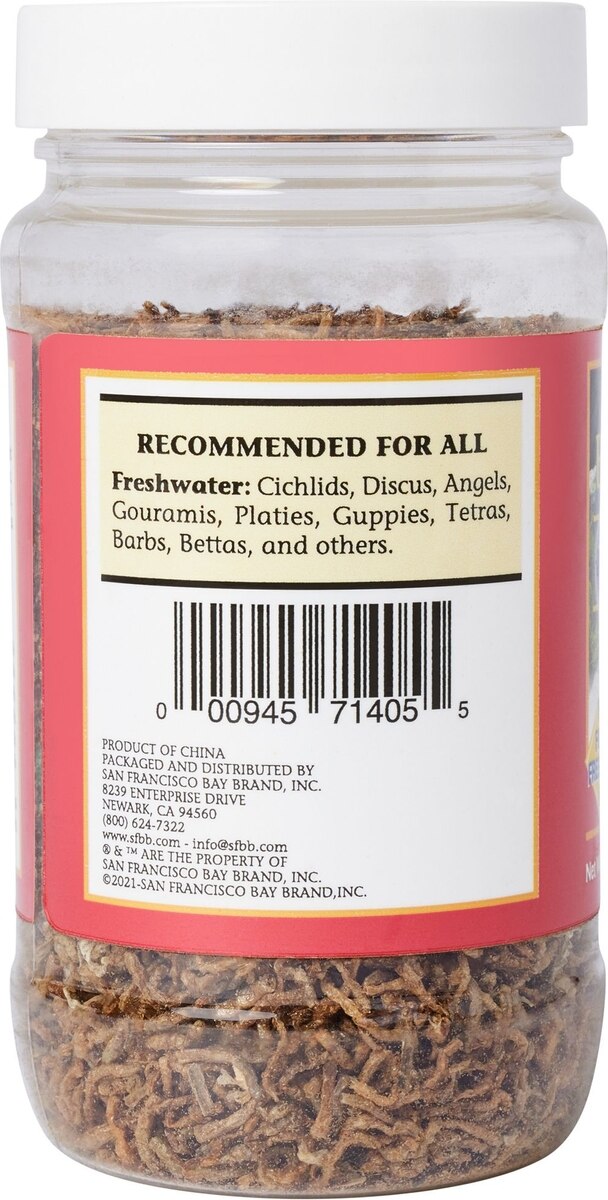 RECOMMENDED FOR ALL
Freshwater: Cichlids, Discus, Angels,
Gouramis, Platies, Guppies, Tetras,
Barbs, Bettas, and others.
0 00945 71405 5
PRODUCT OF CHINA
PACKAGED AND DISTRIBUTED BY
SAN FRANCISCO BAY BRAND, INC.
8239 ENTERPRISE DRIVE
NEWARK, CA 94560
(800) 624-7322
www.sfbb.com - info@sfbb.com
® & ™ ARE THE PROPERTY OF
SAN FRANCISCO BAY BRAND, INC.
©2021-SAN FRANCISCO BAY BRAND,INC.